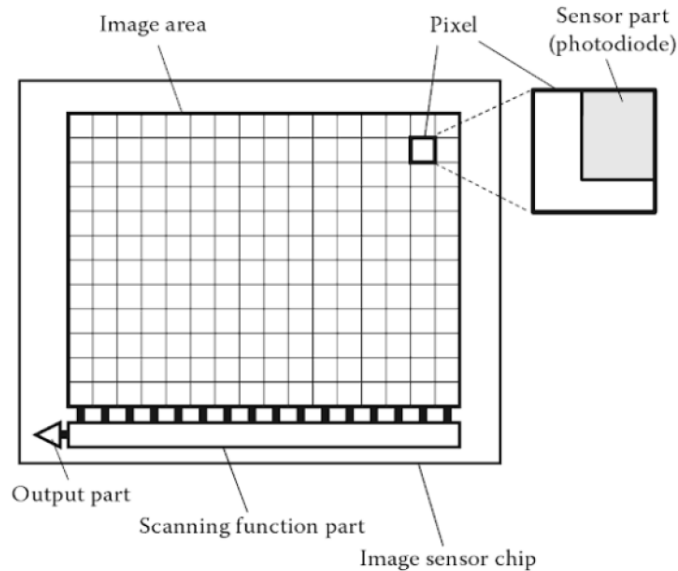 Image area
Pixel
Sensor part
(photodiode)
Output part
Scanning function part
Image sensor chip